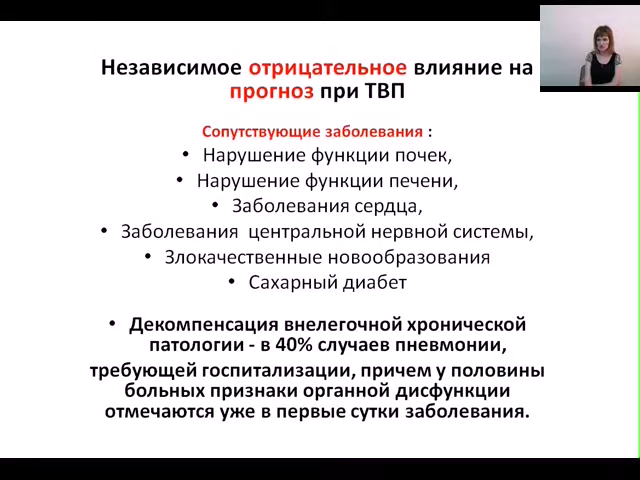 Независимое отрицательное влияние на
прогноз при ТВП
Сопутствующие заболевания :
• Нарушение функции почек,
• Нарушение функции печени,
• Заболевания сердца,
• Заболевания центральной нервной системы,
• Злокачественные новообразования
• Сахарный диабет
• Декомпенсация внелегочной хронической
патологии - в 40% случаев пневмонии,
требующей госпитализации, причем у половины
больных признаки органной дисфункции
отмечаются уже в первые сутки заболевания.